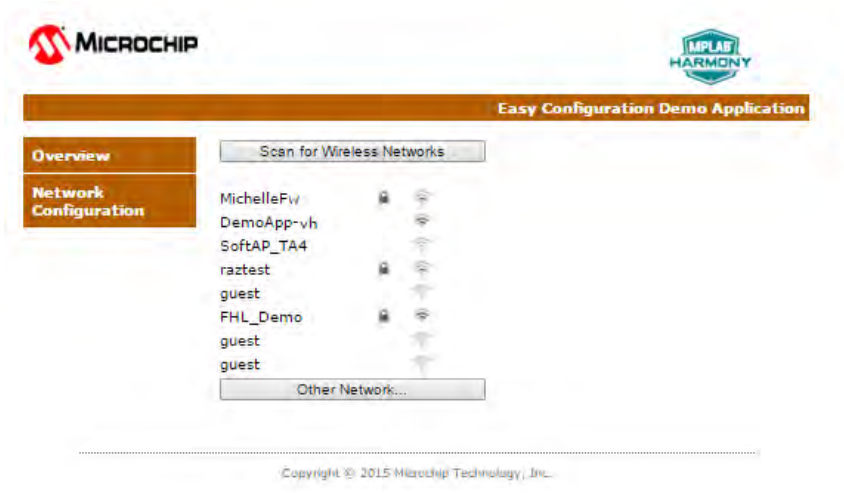 MICROCHIP
MPLAB
HARMONY
Easy Configuration Demo Application
Overview
Network
Configuration
Scan for Wireless Networks
MichelleFw
DemoApp-vh
SoftAP_TA4
raztest
guest
FHL_Demo
guest
guest
Other Network...
Copyright © 2015 Microchip Technology, Inc.